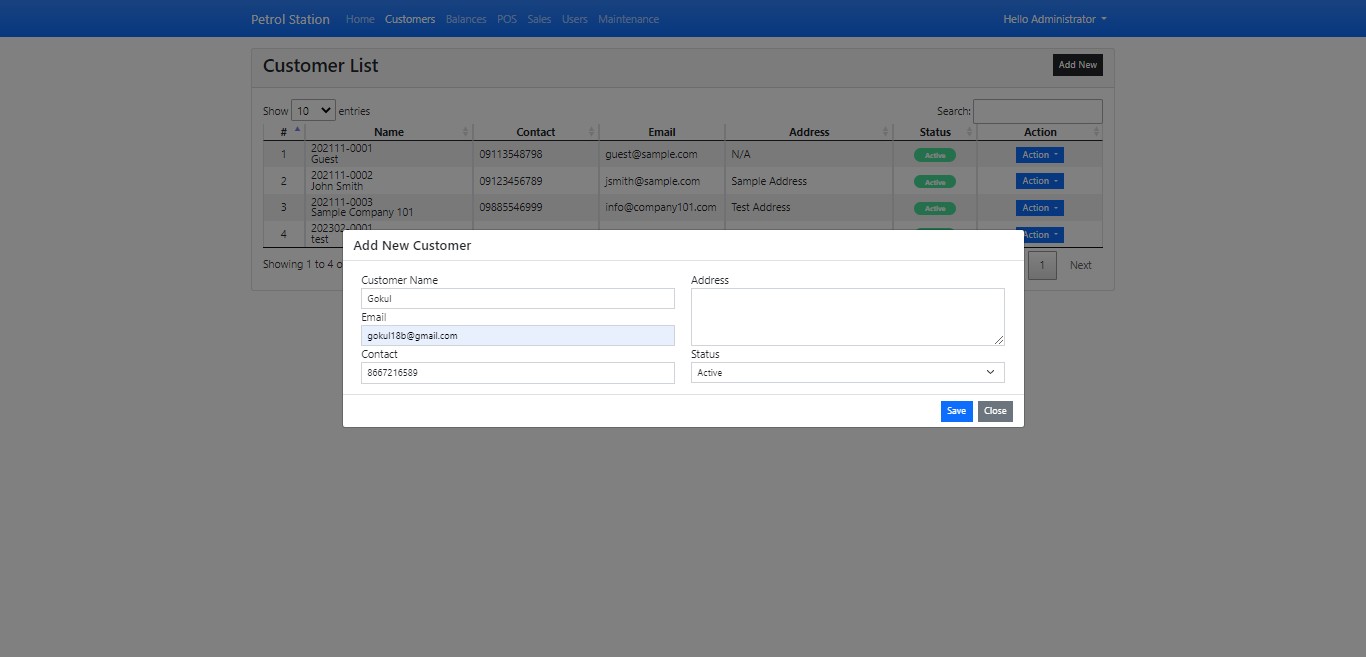 Petrol Station Home Customers Balances POS Sales Users Maintenance Hello Administrator
Customer List Add New
Show 10 entries Search:
# Name Contact Email Address Status Action
1 202111-0001 Guest 09113548798 guest@sample.com N/A Active Action
2 202111-0002 John Smith 09123456789 jsmith@sample.com Sample Address Active Action
3 202111-0003 Sample Company 101 09885546999 info@company101.com Test Address Active Action
4 202302-0001 test Action
Showing 1 to 4 o 1 Next
Add New Customer
Customer Name
Gokul
Email
gokul18b@gmail.com
Contact
8667216589
Address
Status
Active
Save Close